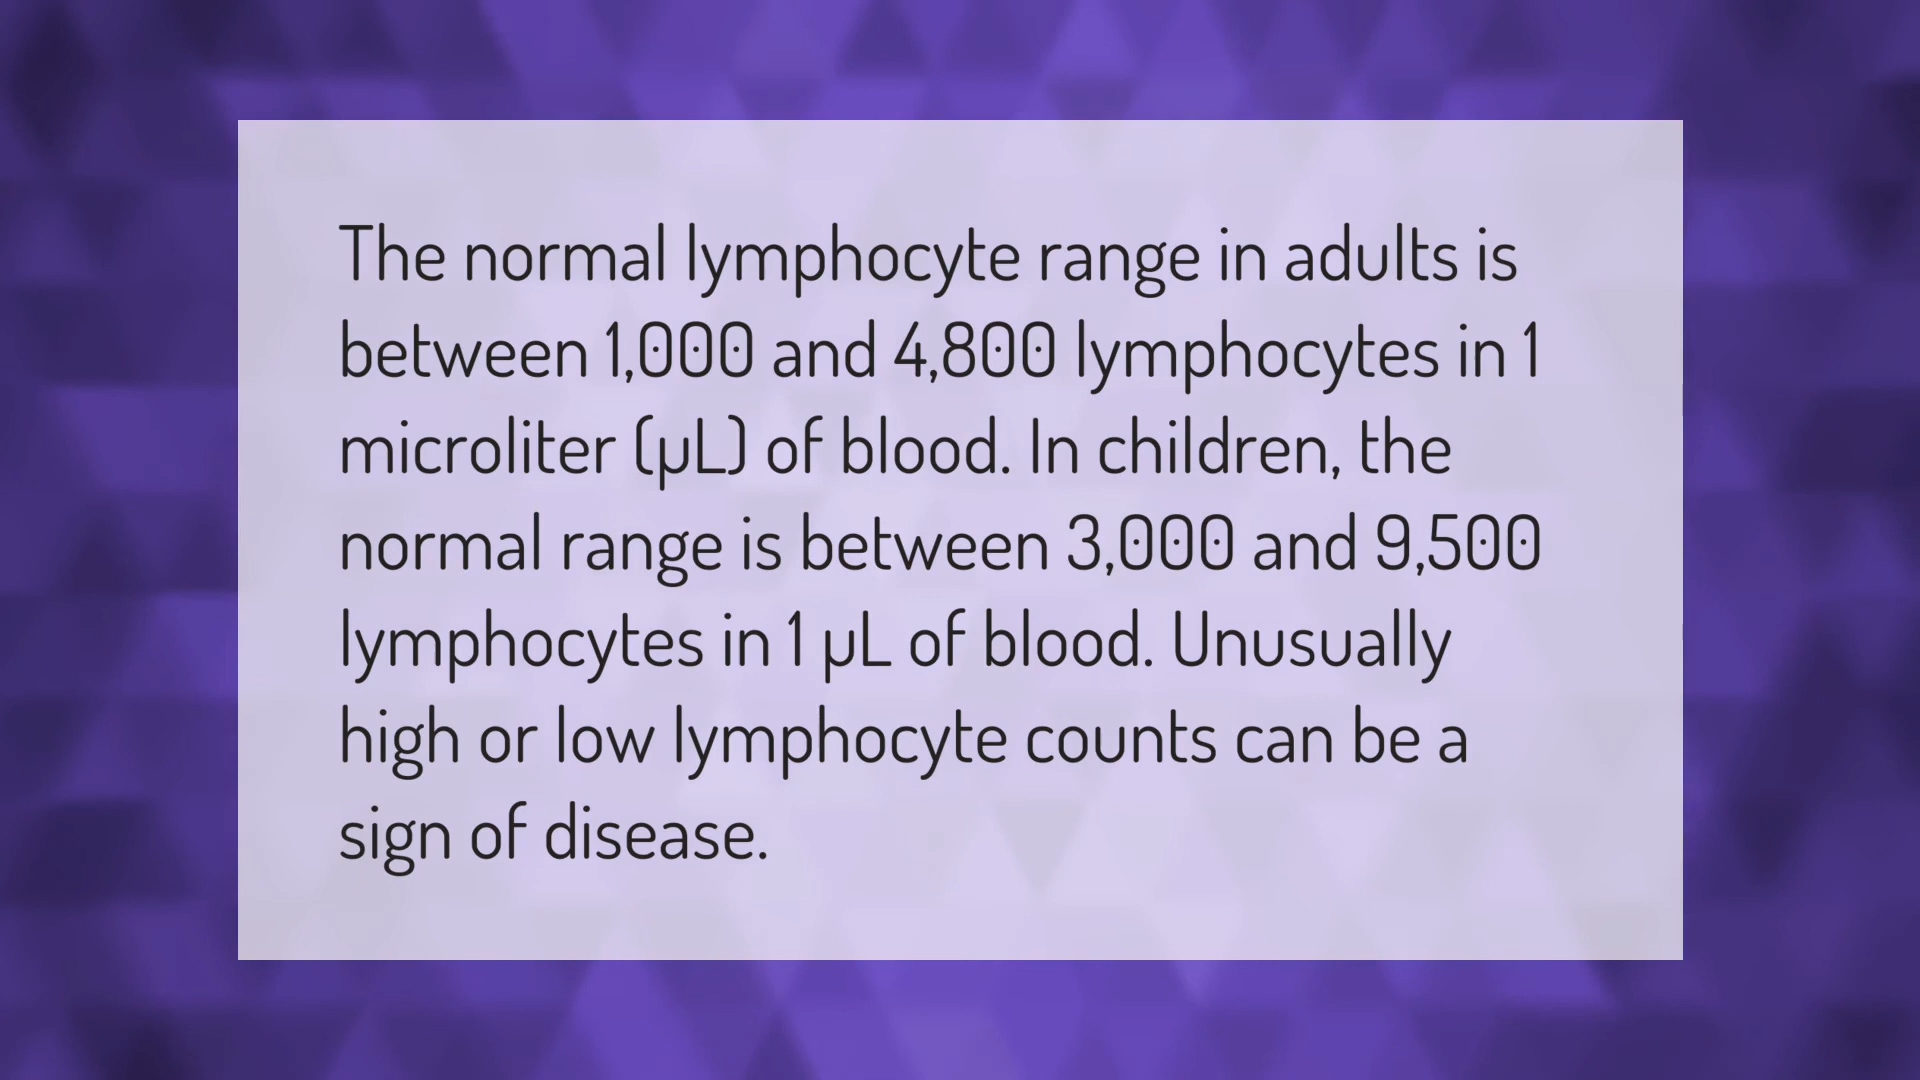 The normal lymphocyte range in adults is
between 1,000 and 4,800 lymphocytes in 1
microliter (µL) of blood. In children, the
normal range is between 3,000 and 9,500
lymphocytes in 1 µL of blood. Unusually
high or low lymphocyte counts can be a
sign of disease.